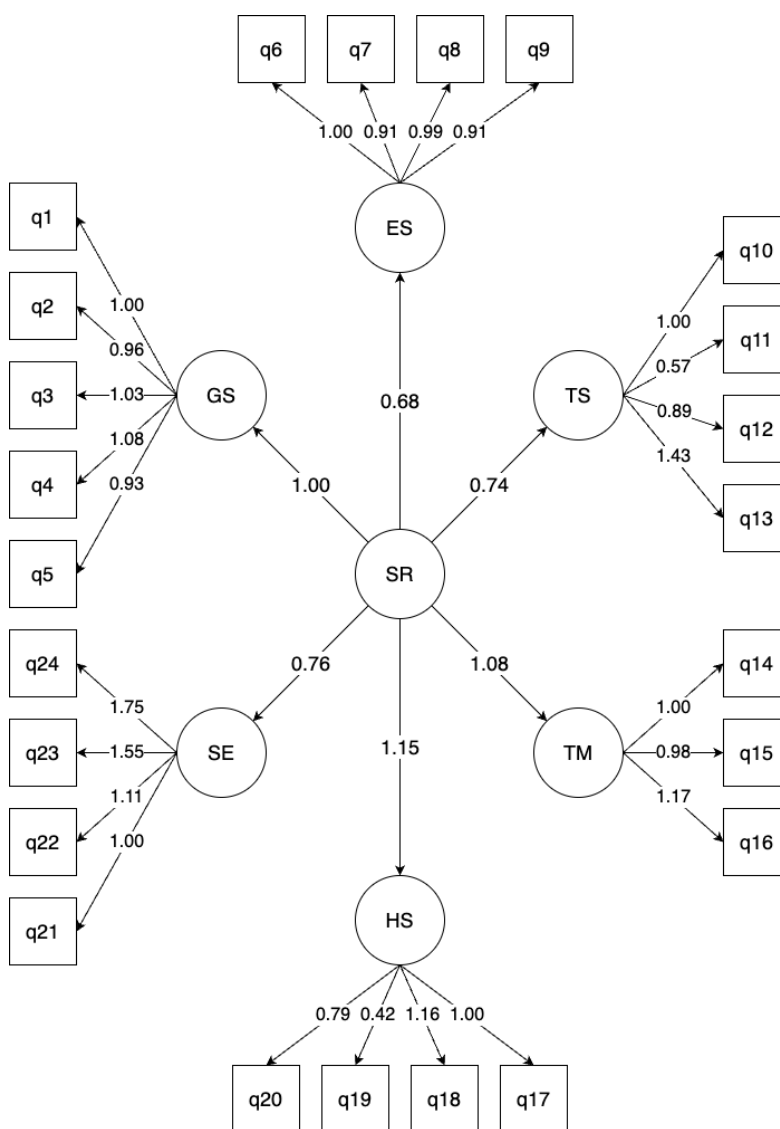 q6 q7 q8 q9
1.00 0.91 0.99 0.91
ES
q1
q2
q3
q4
q5
1.00
0.96
1.03
1.08
0.93
GS
q10
q11
q12
q13
1.00
0.57
0.89
1.43
TS
0.68
1.00
0.74
SR
0.76
1.15
1.08
q24
q23
q22
q21
1.75
1.55
1.11
1.00
SE
TM
q14
q15
q16
1.00
0.98
1.17
HS
0.79 0.42 1.16 1.00
q20 q19 q18 q17